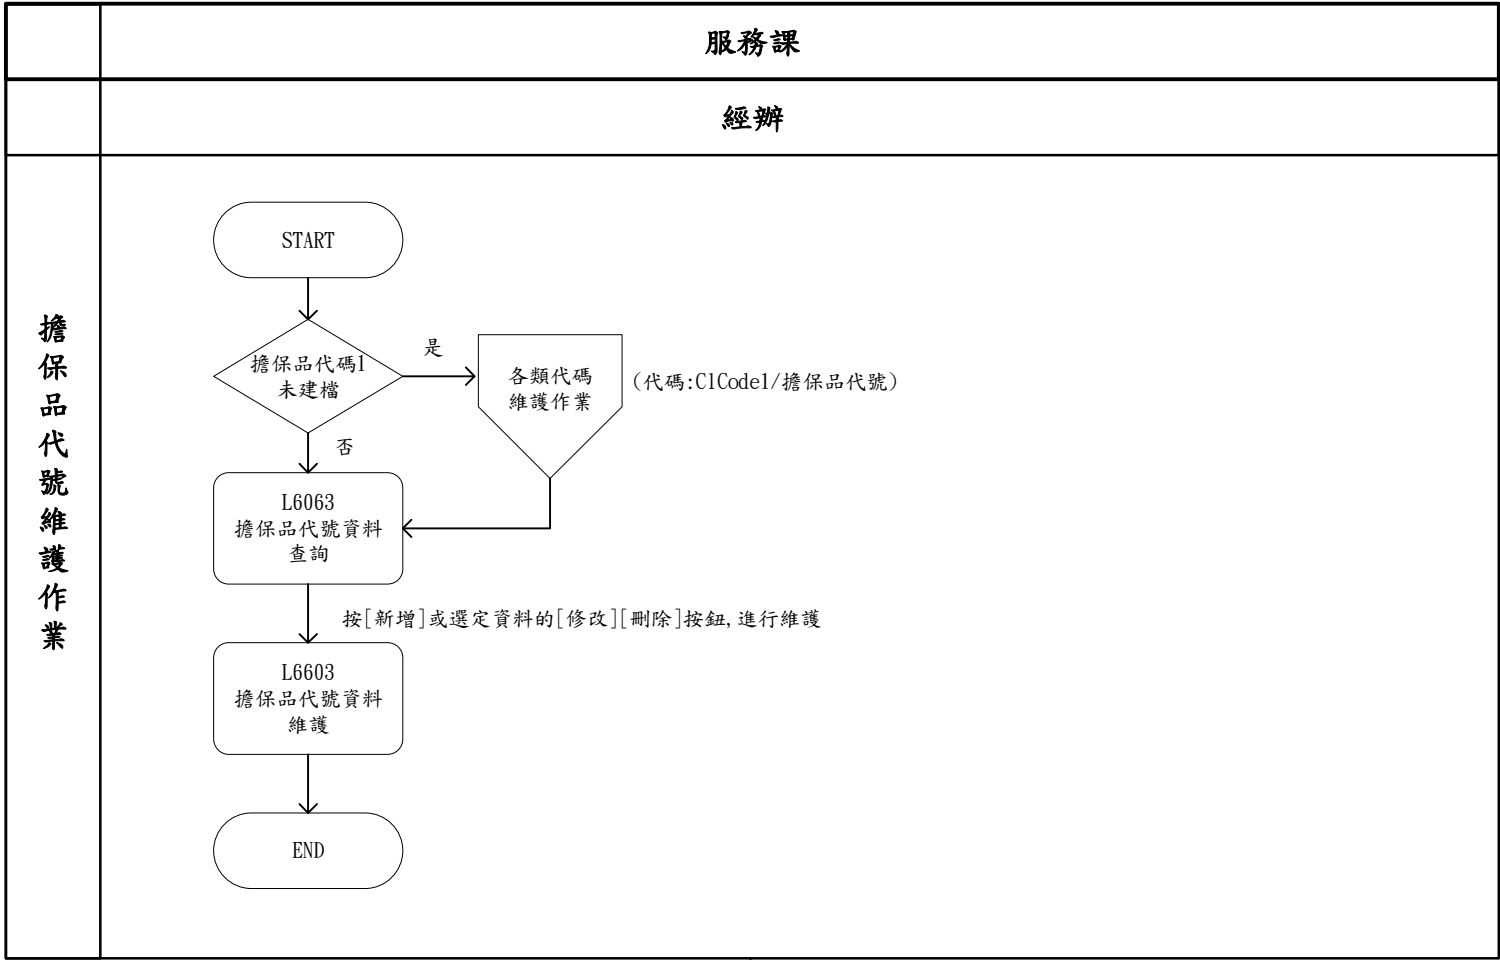 服務課
經辦
擔保品代號維護作業
START
擔保品代碼1
未建檔
是
各類代碼
維護作業
(代碼:ClCode1/擔保品代號)
否
L6063
擔保品代號資料
查詢
按[新增]或選定資料的[修改][刪除]按鈕,進行維護
L6603
擔保品代號資料
維護
END